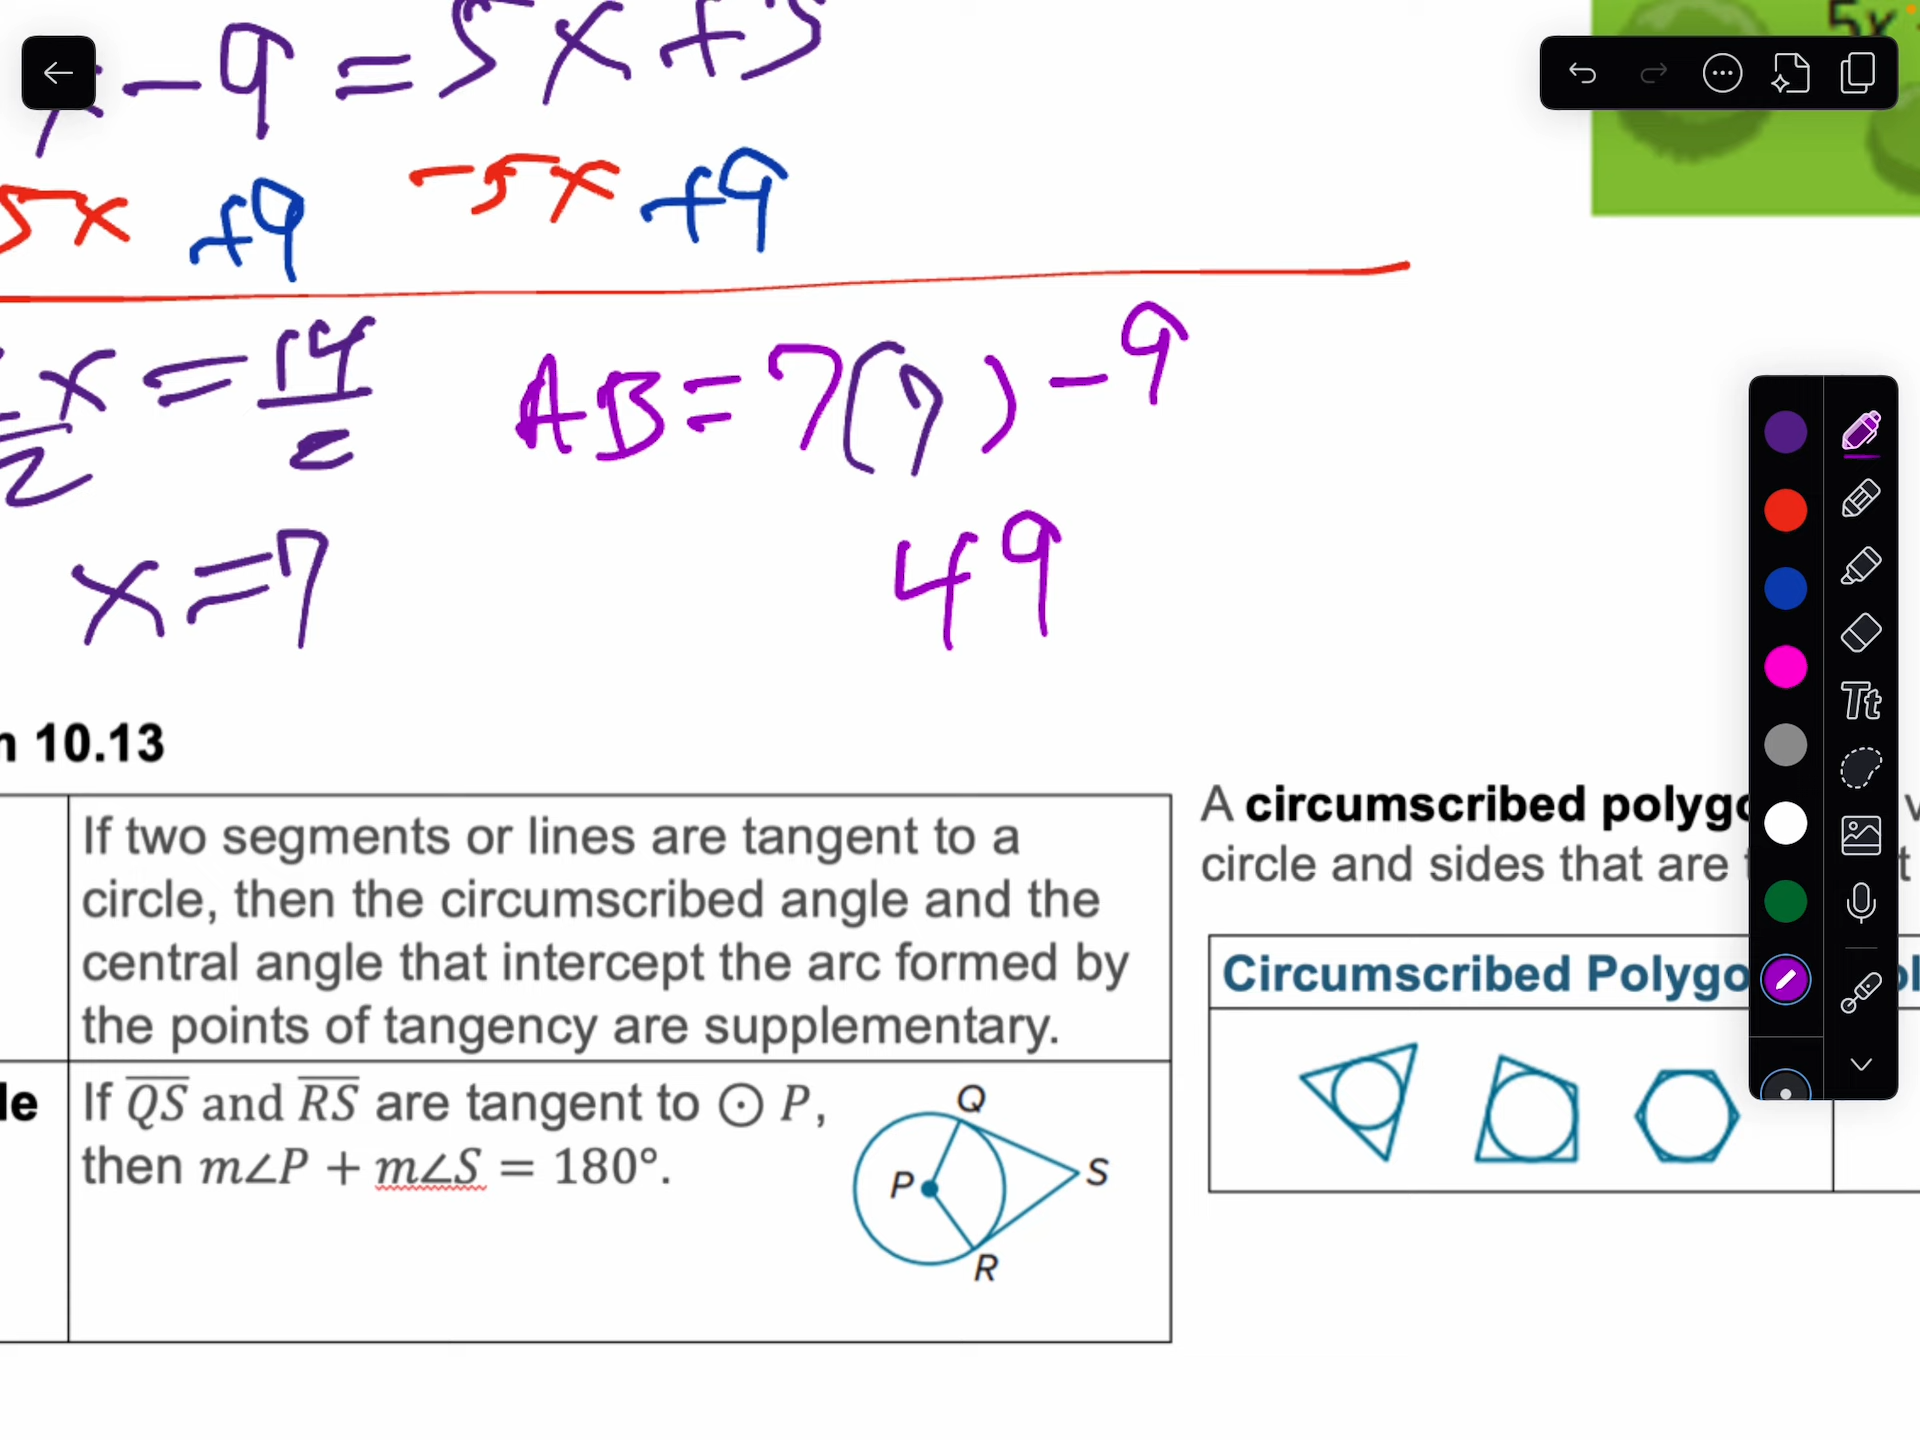 5x
- 9 = 5x + 5
5x +9 -5x +9
x = 14
2 2
AB = 7(7) - 9
x = 7
49
10.13
If two segments or lines are tangent to a
circle, then the circumscribed angle and the
central angle that intercept the arc formed by
the points of tangency are supplementary.
If QS and RS are tangent to ⊙ P,
then m∠P + m∠S = 180°.
Q
P
S
R
A circumscribed polygo
circle and sides that are
Circumscribed Polygo
Tt